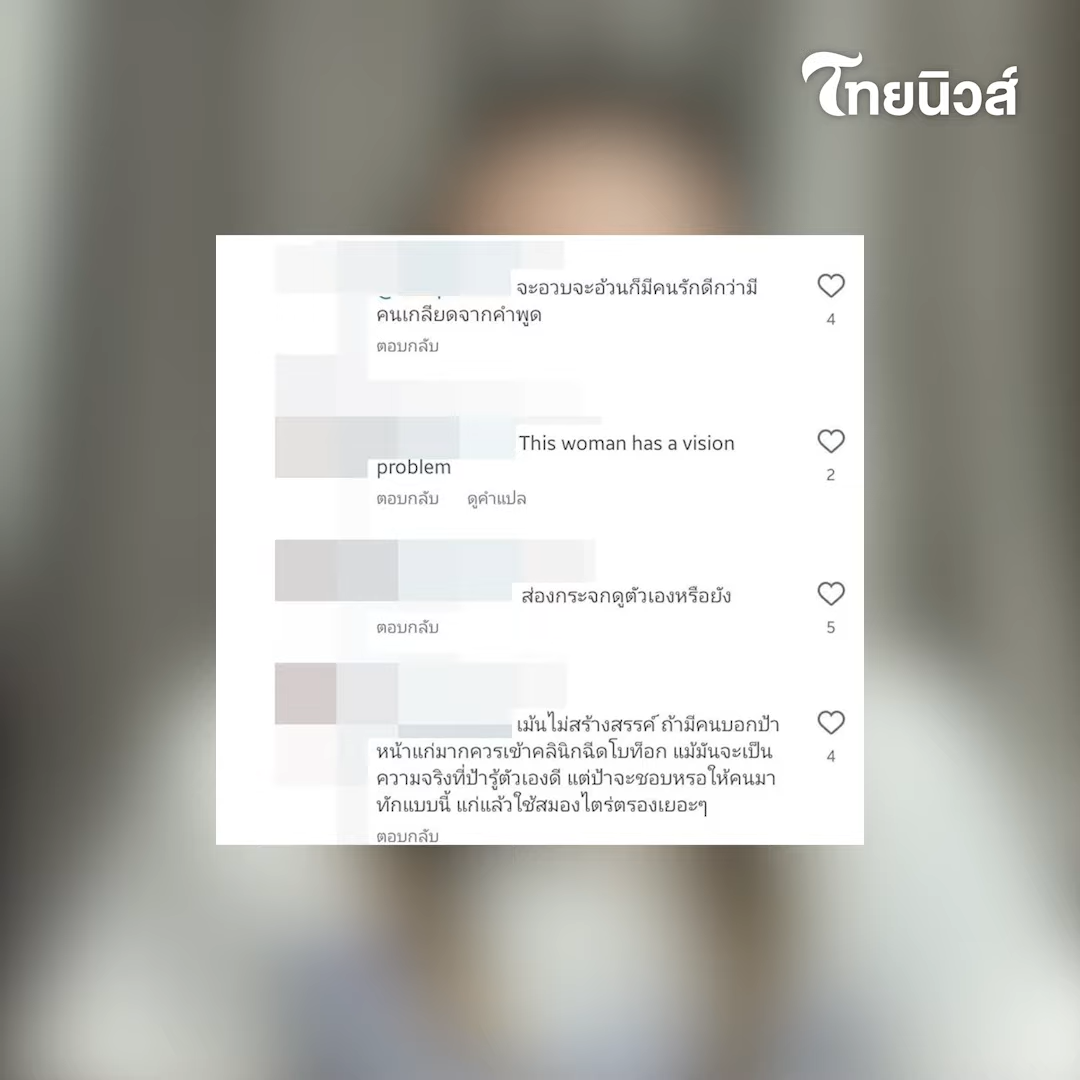 ไทยนิวส์
จะอวบจะอ้วนก็มีคนรักดีกว่ามี
คนเกลียดจากคำพูด
4
ตอบกลับ
This woman has a vision
problem
2
ตอบกลับ ดูคำแปล
ส่องกระจกดูตัวเองหรือยัง
5
ตอบกลับ
เม้นไม่สร้างสรรค์ ถ้ามีคนบอกป้า
หน้าแก่มากควรเข้าคลินิกฉีดโบท็อก แม้มันจะเป็น
4
ความจริงที่ป้ารู้ตัวเองดี แต่ป้าจะชอบหรอให้คนมา
ทักแบบนี้ แก่แล้วใช้สมองไตร่ตรองเยอะๆ
ตอบกลับ